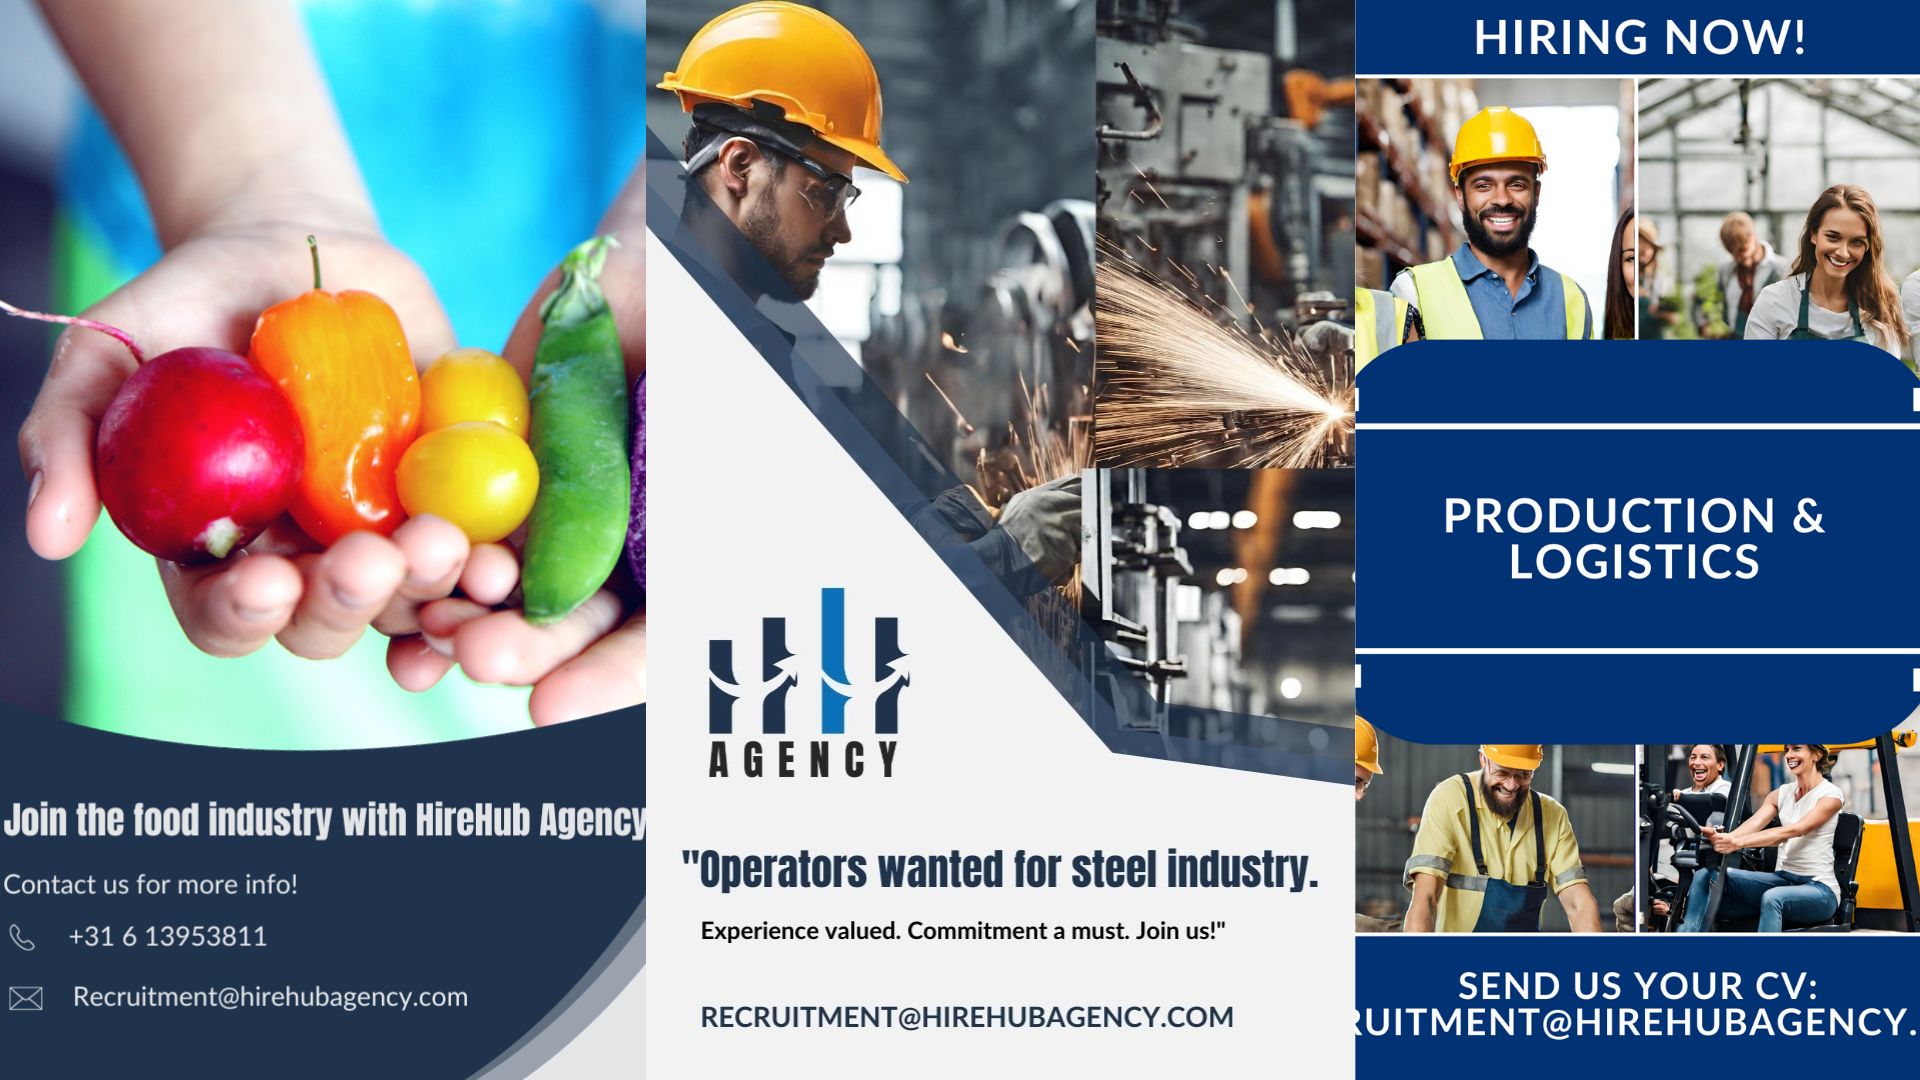 Join the food industry with HireHub Agency
Contact us for more info!
+31 6 13953811
Recruitment@hirehubagency.com
AGENCY
"Operators wanted for steel industry.
Experience valued. Commitment a must. Join us!"
RECRUITMENT@HIREHUBAGENCY.COM
HIRING NOW!
PRODUCTION &
LOGISTICS
SEND US YOUR CV:
RUITMENT@HIREHUBAGENCY.